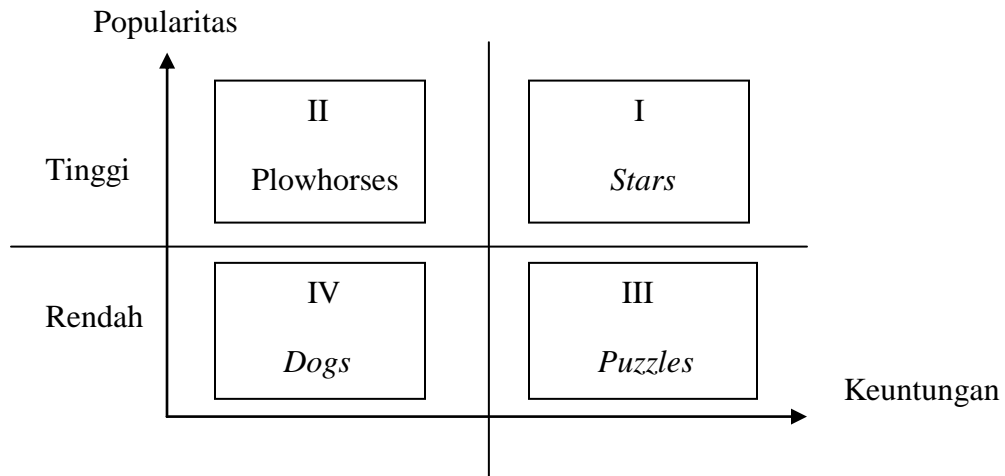 Popularitas
II
Plowhorses
I
Stars
Tinggi
IV
Dogs
III
Puzzles
Rendah
Keuntungan